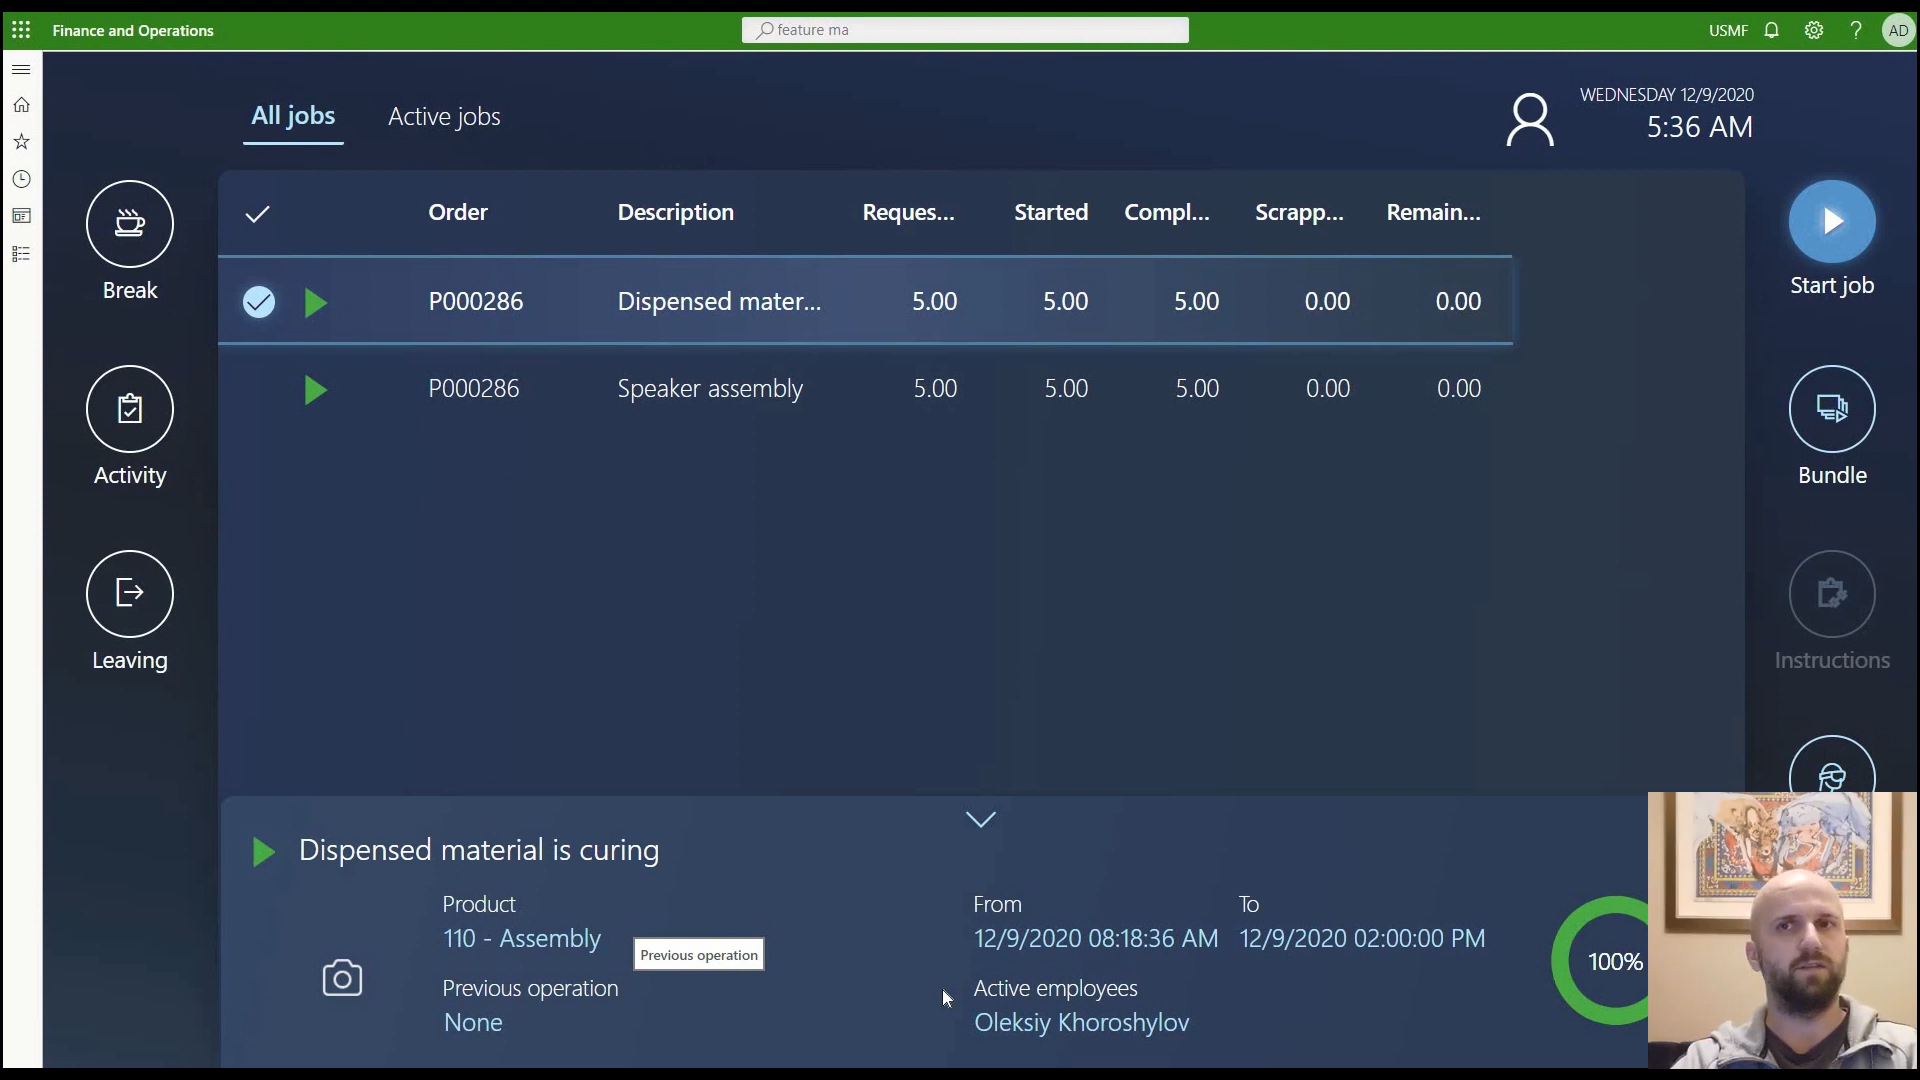 Finance and Operations
feature ma
USMF
?
AD
All jobs
Active jobs
WEDNESDAY 12/9/2020
5:36 AM
Break
Activity
Leaving
Order Description Reques... Started Compl... Scrapp... Remain...
P000286 Dispensed mater... 5.00 5.00 5.00 0.00 0.00
P000286 Speaker assembly 5.00 5.00 5.00 0.00 0.00
Start job
Bundle
Instructions
Dispensed material is curing
Product
110 - Assembly
Previous operation
Previous operation
None
From
12/9/2020 08:18:36 AM
To
12/9/2020 02:00:00 PM
Active employees
Oleksiy Khoroshylov
100%